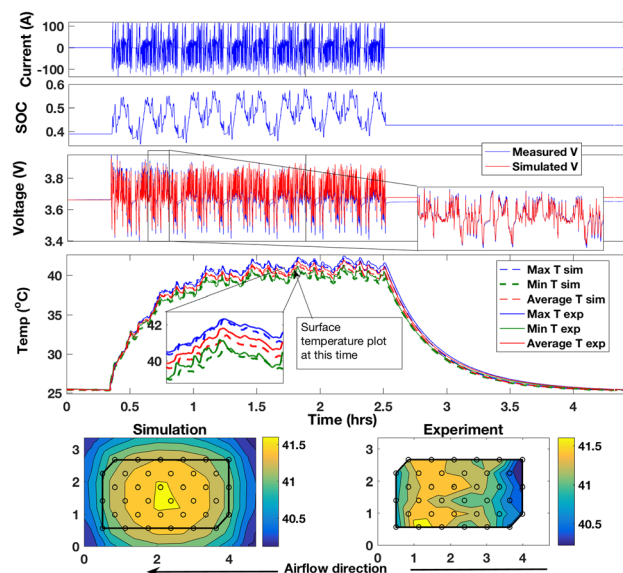 Current (A)
100
0
-100
SOC
0.6
0.5
0.4
Voltage (V)
3.8
3.6
3.4
Measured V
Simulated V
Temp (°C)
40
35
30
25
42
40
Surface
temperature plot
at this time
Max T sim
Min T sim
Average T sim
Max T exp
Min T exp
Average T exp
0 0.5 1 1.5 2 2.5 3 3.5 4
Time (hrs)
Simulation
3
2
1
0
0 2 4
41.5
41
40.5
Experiment
3
2
1
0
0 1 2 3 4
41.5
41
40.5
Airflow direction